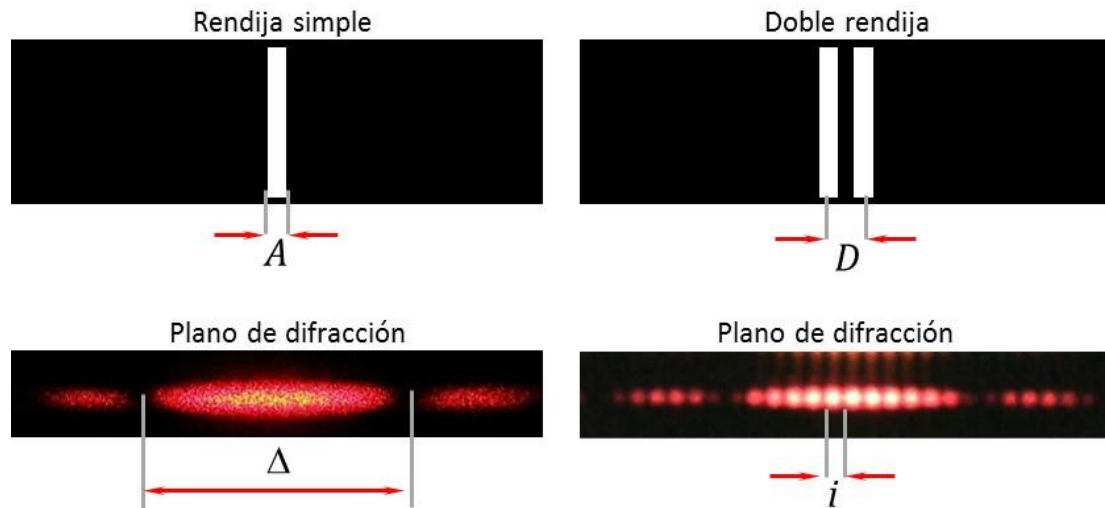 Rendija simple
Doble rendija
A
D
Plano de difracción
Plano de difracción
Δ
i